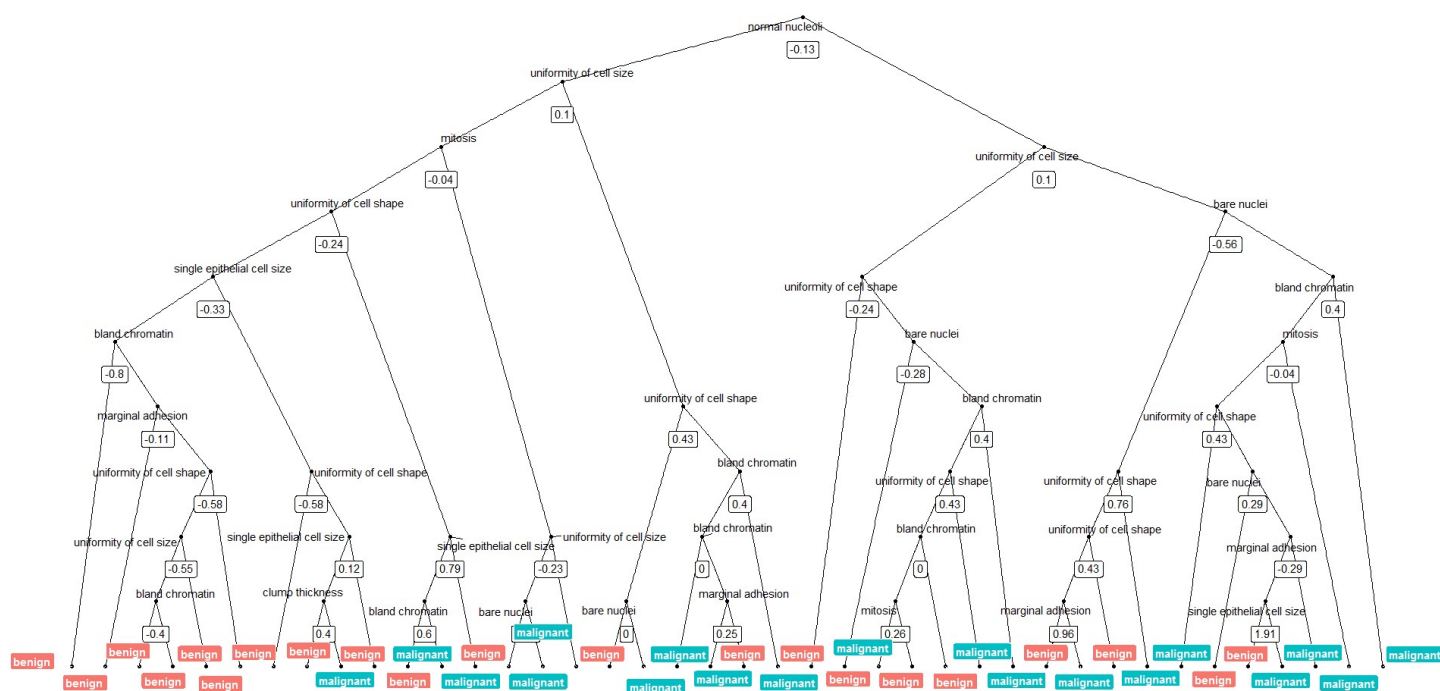 normal nucleoli
-0.13
uniformity of cell size
0.1
mitosis
uniformity of cell size
-0.04
0.1
uniformity of cell shape
bare nuclei
-0.24
-0.56
single epithelial cell size
uniformity of cell shape
bland chromatin
-0.33
-0.24
0.4
bland chromatin
bare nuclei
mitosis
-0.8
-0.28
-0.04
marginal adhesion
uniformity of cell shape
bland chromatin
uniformity of cell shape
-0.11
0.43
0.4
0.43
uniformity of cell shape
uniformity of cell shape
bland chromatin
uniformity of cell shape
uniformity of cell shape
bare nuclei
-0.58
-0.58
0.4
0.43
0.76
0.29
uniformity of cell size
single epithelial cell size
single epithelial cell size
uniformity of cell size
bland chromatin
bland chromatin
uniformity of cell shape
marginal adhesion
-0.55
0.12
0.79
-0.23
0
0
0.43
-0.29
bland chromatin
clump thickness
bland chromatin
bare nuclei
bare nuclei
marginal adhesion
mitosis
marginal adhesion
single epithelial cell size
-0.4
0.4
0.6
malignant
0
0.25
0.26
0.96
1.91
benign
benign
benign
benign
benign
benign
malignant
benign
benign
malignant
benign
benign
malignant
malignant
benign
benign
malignant
benign
malignant
malignant
benign
benign
benign
malignant
benign
malignant
malignant
malignant
malignant
malignant
benign
benign
benign
malignant
malignant
malignant
malignant
malignant